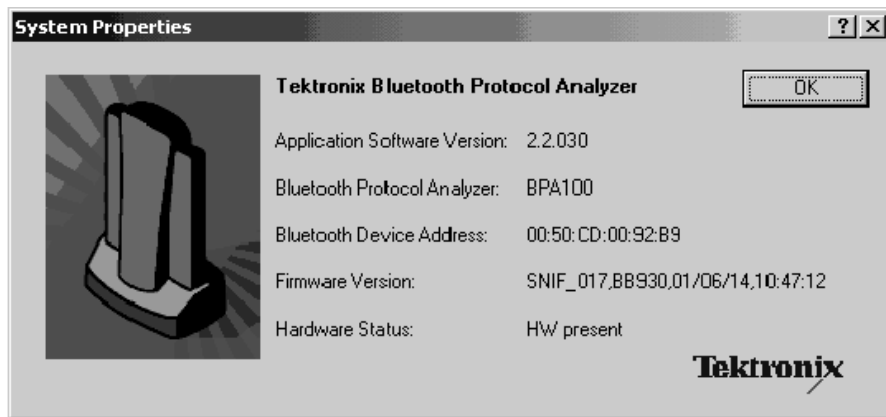 System Properties
Tektronix Bluetooth Protocol Analyzer
OK
Application Software Version: 2.2.030
Bluetooth Protocol Analyzer: BPA100
Bluetooth Device Address: 00:50:CD:00:92:B9
Firmware Version: SNIF_017,BB930,01/06/14,10:47:12
Hardware Status: HW present
Tektronix